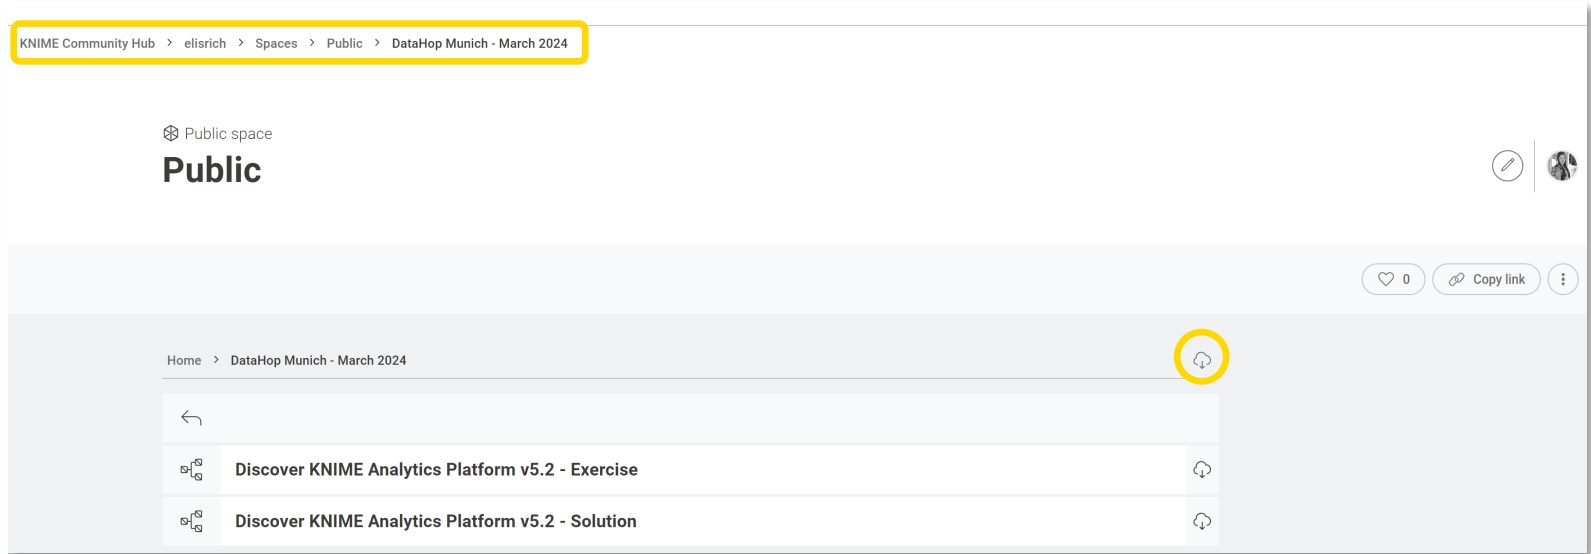 KNIME Community Hub > elisrich > Spaces > Public > DataHop Munich - March 2024
Public space
Public
0 Copy link
Home > DataHop Munich - March 2024
Discover KNIME Analytics Platform v5.2 - Exercise
Discover KNIME Analytics Platform v5.2 - Solution